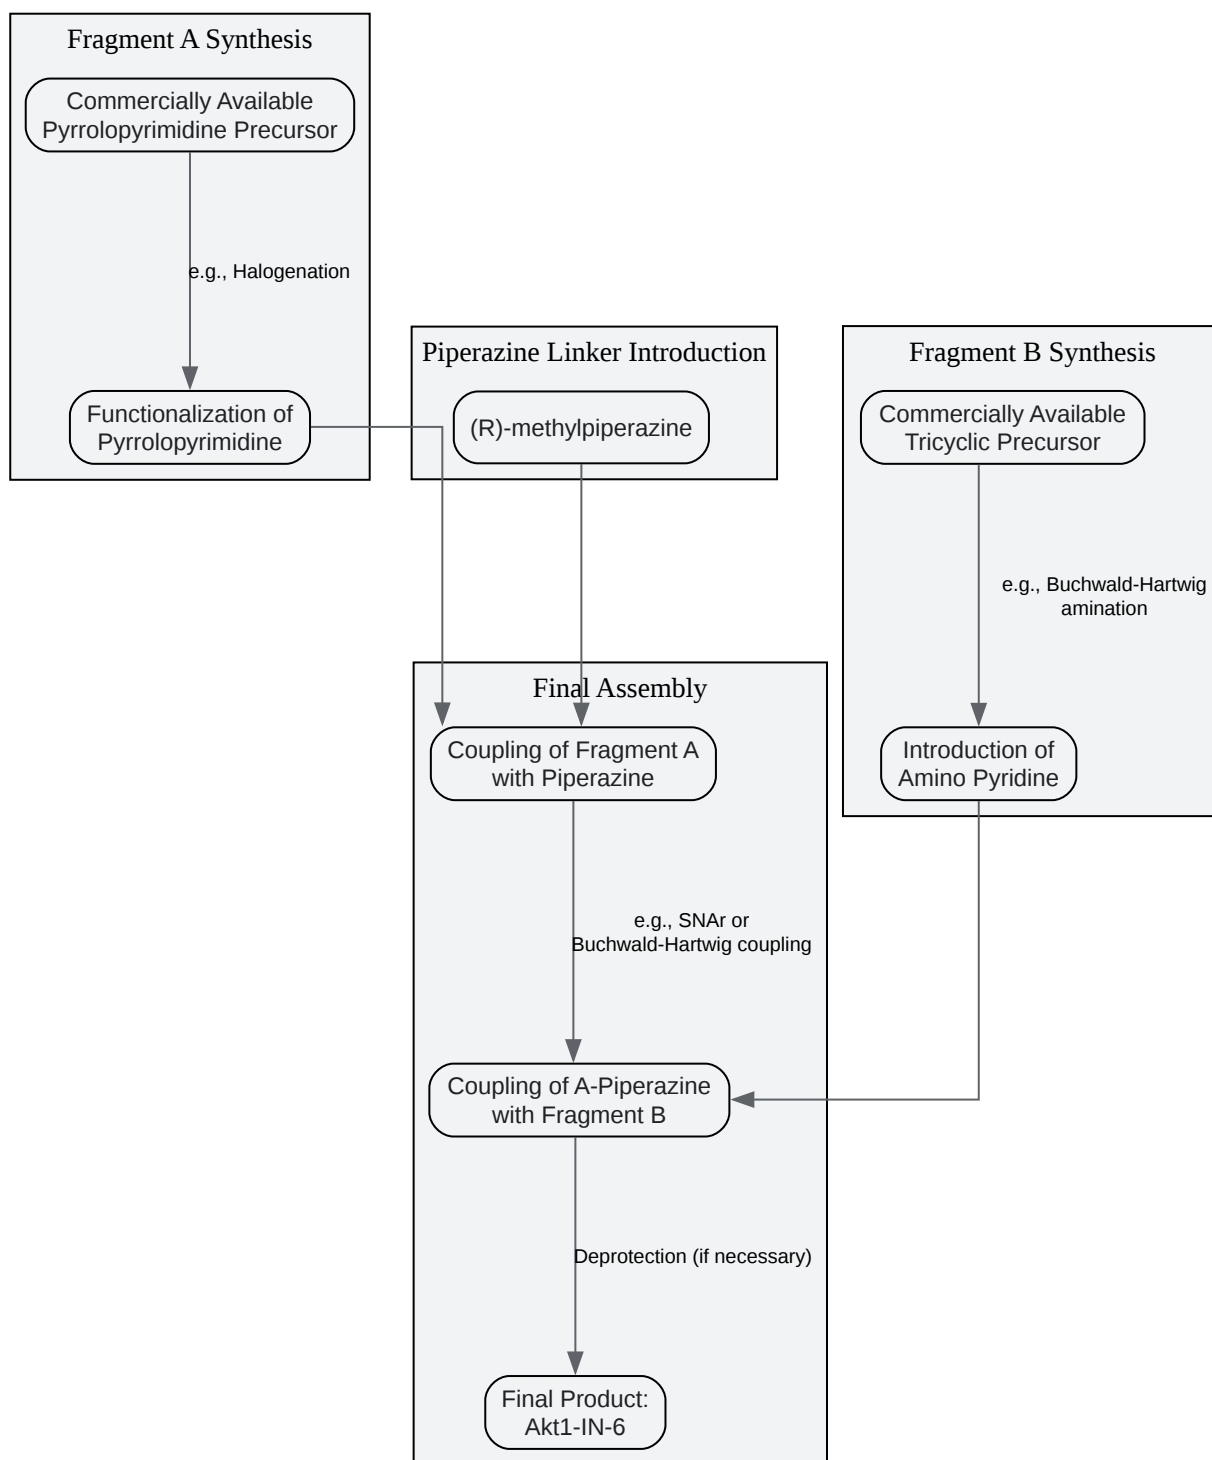 Fragment A Synthesis
Commercially Available
Pyrrolopyrimidine Precursor
e.g., Halogenation
Functionalization of
Pyrrolopyrimidine
Piperazine Linker Introduction
(R)-methylpiperazine
Fragment B Synthesis
Commercially Available
Tricyclic Precursor
e.g., Buchwald-Hartwig
amination
Introduction of
Amino Pyridine
Final Assembly
Coupling of Fragment A
with Piperazine
e.g., SNAr or
Buchwald-Hartwig coupling
Coupling of A-Piperazine
with Fragment B
Deprotection (if necessary)
Final Product:
Akt1-IN-6